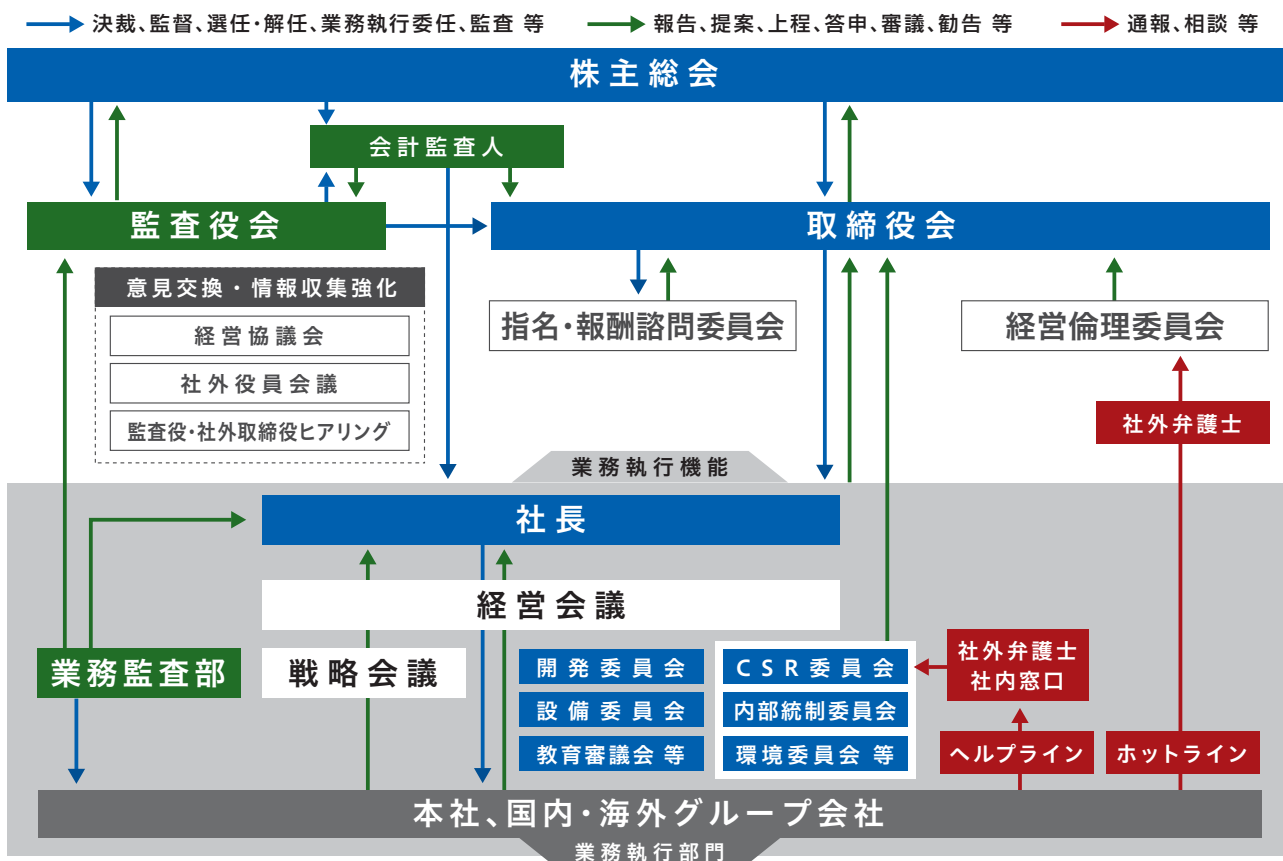 決裁、監督、選任・解任、業務執行委任、監査 等
報告、提案、上程、答申、審議、勧告 等
通報、相談 等
株主総会
会計監査人
監査役会
取締役会
意見交換・情報収集強化
経営協議会
社外役員会議
監査役・社外取締役ヒアリング
指名・報酬諮問委員会
経営倫理委員会
社外弁護士
業務執行機能
社長
経営会議
業務監査部
戦略会議
開発委員会
設備委員会
教育審議会 等
CSR委員会
内部統制委員会
環境委員会 等
社外弁護士
社内窓口
ヘルプライン
ホットライン
本社、国内・海外グループ会社
業務執行部門